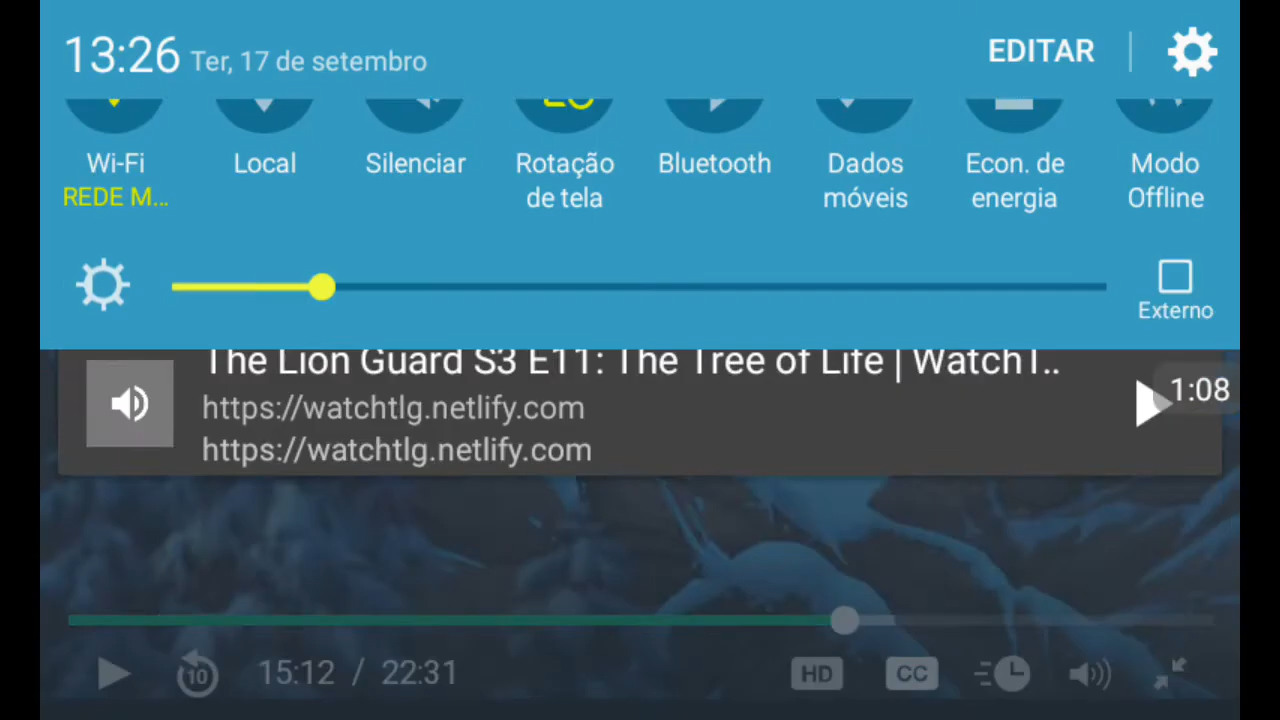 13:26 Ter, 17 de setembro EDITAR
Wi-Fi Local Silenciar Rotação de tela Bluetooth Dados móveis Econ. de energia Modo Offline
REDE M...
Externo
The Lion Guard S3 E11: The Tree of Life | WatchT..
https://watchtlg.netlify.com
1:08
https://watchtlg.netlify.com
10 15:12 / 22:31 HD CC